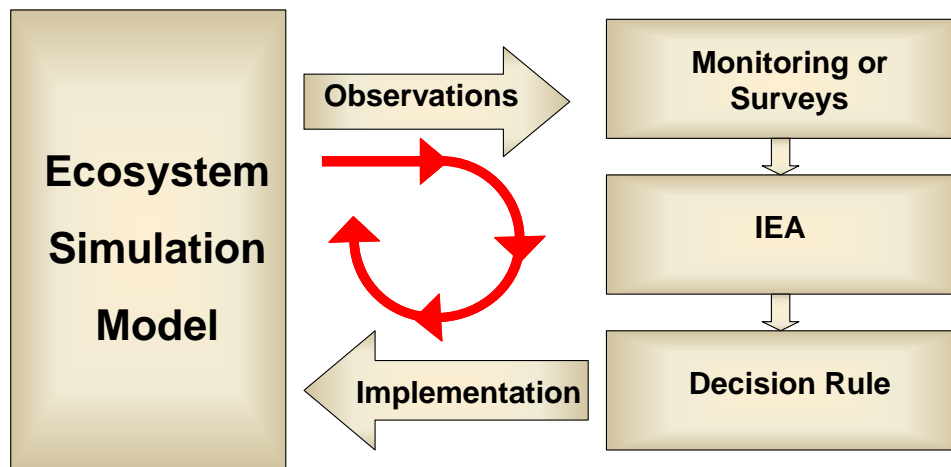 Ecosystem
Simulation
Model
Observations
Monitoring or
Surveys
IEA
Decision Rule
Implementation